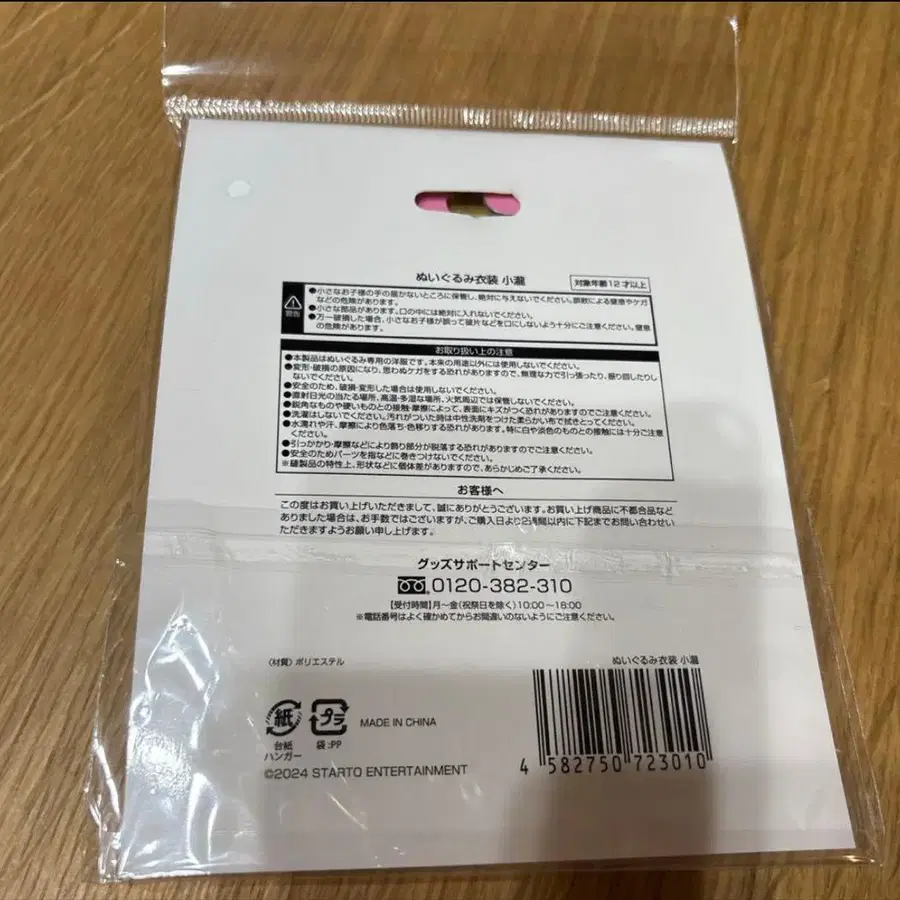 ぬいぐるみ衣装 小瀧
対象年齢12才以上
警告
●小さなお子様の手の届かないところに保管し、絶対に与えないでください。誤飲による窒息やケガ
などの危険があります。
●小さな部品があります。口の中には絶対に入れないでください。
●万一破損した場合、小さなお子様が誤って破片などを口にしないよう十分にご注意ください。窒息
の危険があります。
お取り扱い上の注意
●本製品はぬいぐるみ専用の洋服です。本来の用途以外には使用しないでください。
●変形・破損の原因になり、思わぬケガをする恐れがありますので、無理な力で引っ張ったり、振り回したりし
ないでください。
●安全のため、破損・変形した場合は使用しないでください。
●直射日光の当たる場所、高温・多湿な場所、火気周辺では保管しないでください。
●鋭角なものや硬いものとの接触・摩擦によって、表面にキズがつく恐れがありますのでご注意ください。
●洗濯はしないでください。汚れがついた時は中性洗剤をつけた柔らかい布で拭きとってください。
●水濡れや汗、摩擦により色落ち・色移りする恐れがあります。特に白や淡色のものとの接触には十分ご注意
ください。
●引っかかり・摩擦などにより飾り部分が脱落する恐れがありますのでご注意ください。
●安全のためパーツを指などに巻きつけないでください。
※縫製品の特性上、形状などに個体差がありますので、あらかじめご了承ください。
お客様へ
この度はお買い上げいただきまして、誠にありがとうございます。お買い上げ商品に不都合品など
ありました場合は、お手数ではございますが、ご購入日より2週間以内に下記までお問い合わせい
ただきますようお願い申し上げます。
グッズサポートセンター
0120-382-310
【受付時間】月〜金(祝祭日を除く)10:00〜18:00
※電話番号はよく確かめてからお間違いのないようにご注意ください。
〈材質〉ポリエステル
ぬいぐるみ衣装 小瀧
紙 プラ MADE IN CHINA
台紙 袋:PP
ハンガー
©2024 STARTO ENTERTAINMENT
4 582750 723010